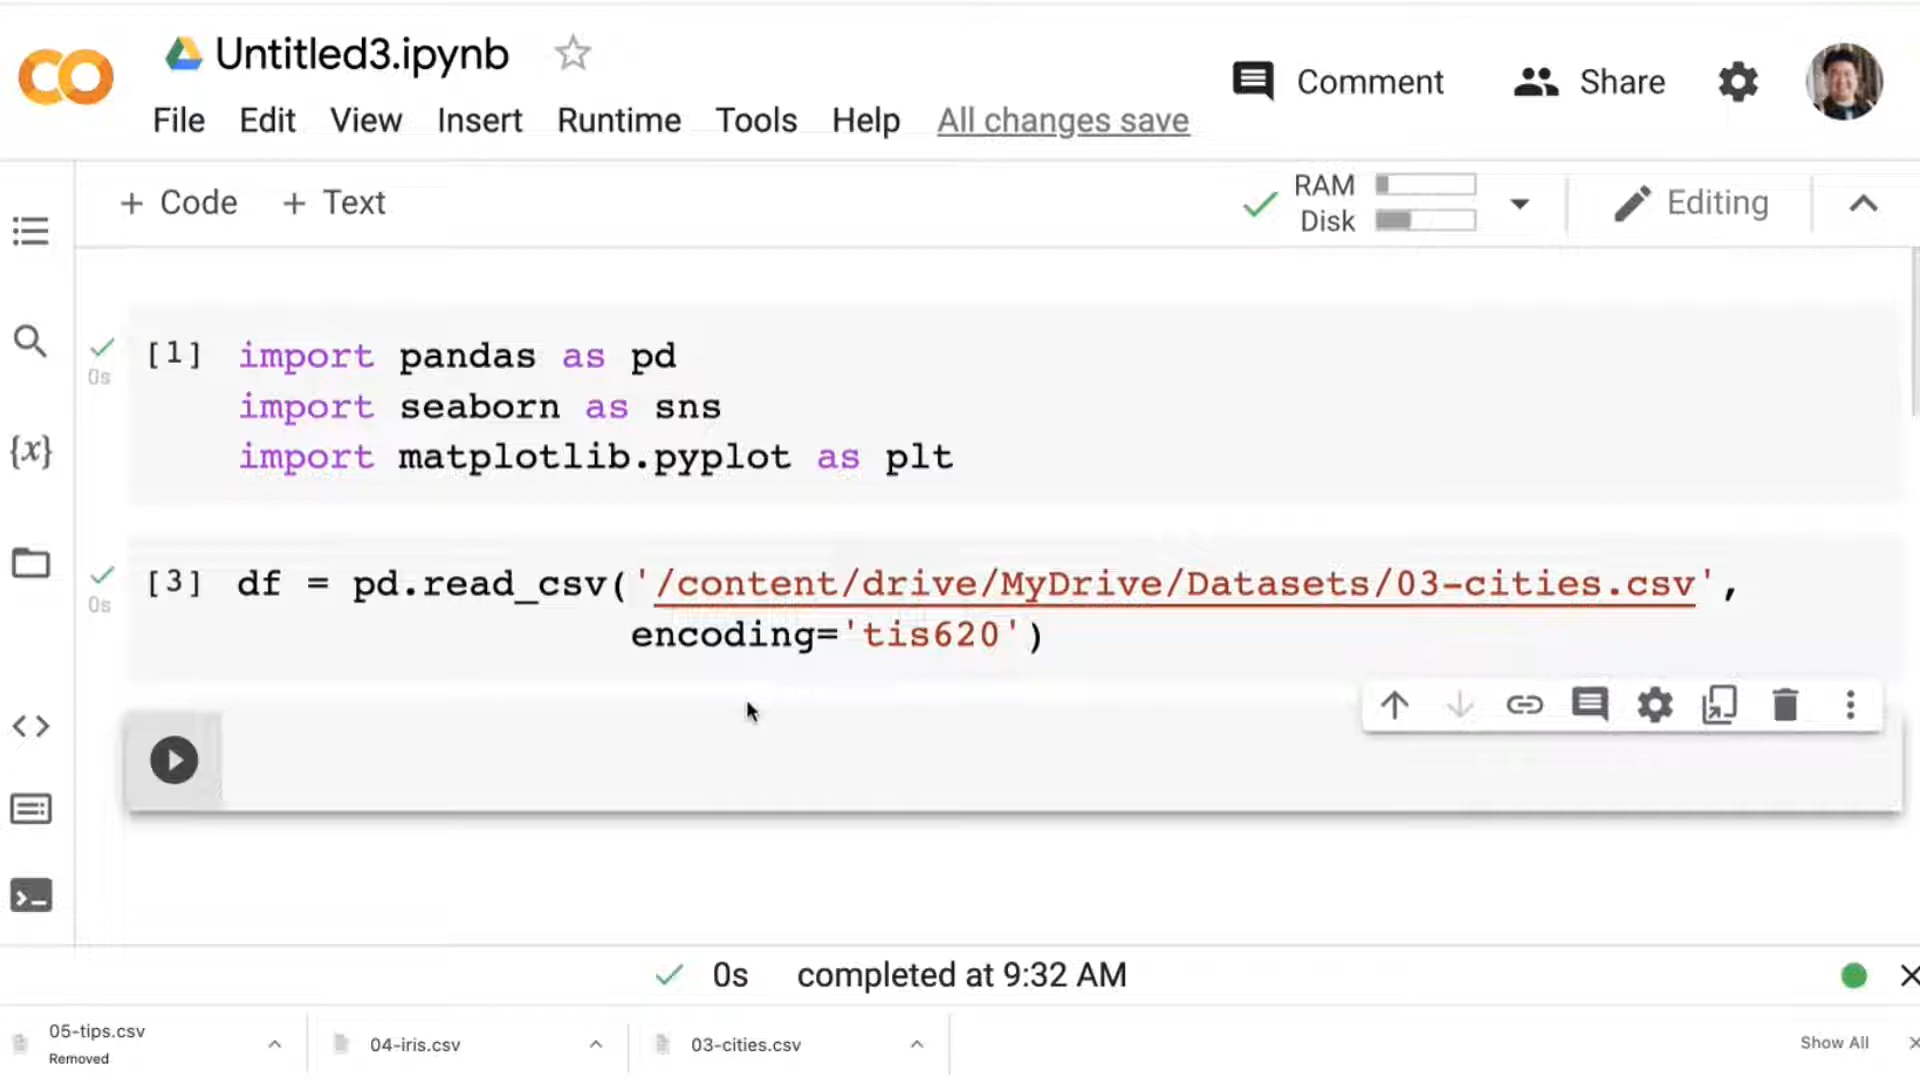 Untitled3.ipynb
Comment
Share
File Edit View Insert Runtime Tools Help All changes save
+ Code + Text
RAM
Disk
Editing
{x}
[1] import pandas as pd
0s
import seaborn as sns
import matplotlib.pyplot as plt
[3] df = pd.read_csv('/content/drive/MyDrive/Datasets/03-cities.csv',
0s
encoding='tis620')
0s completed at 9:32 AM
05-tips.csv
Removed
04-iris.csv
03-cities.csv
Show All